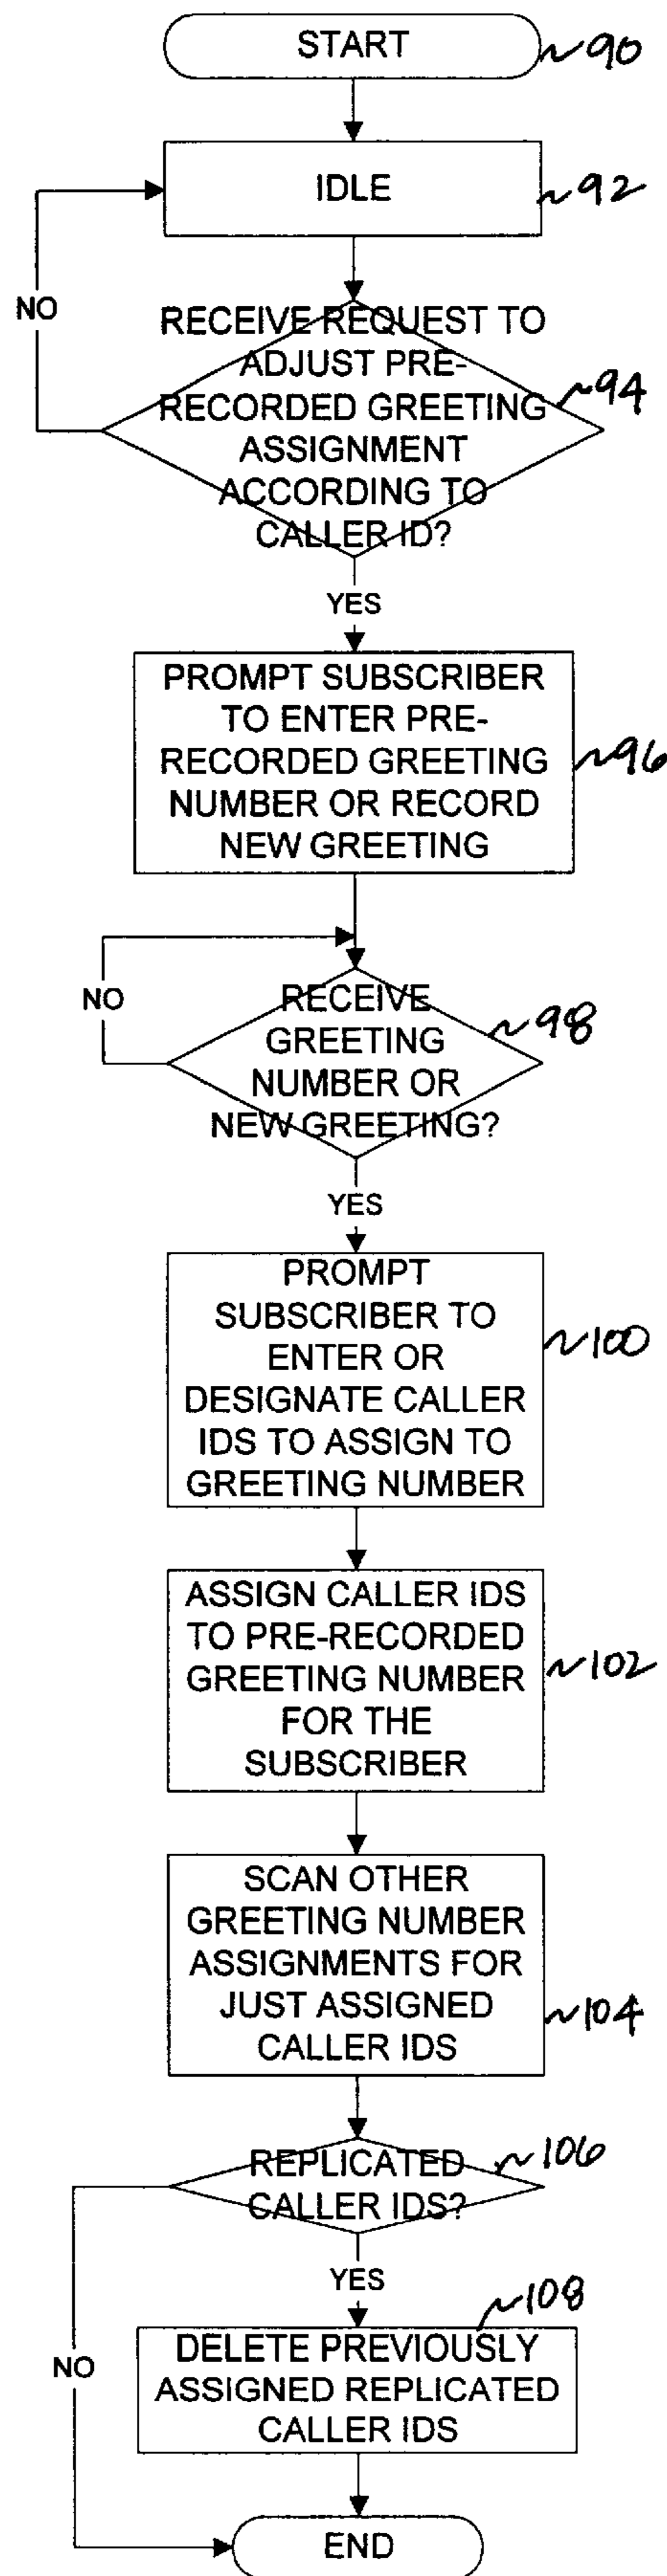 START
~90
IDLE
~92
NO
RECEIVE REQUEST TO
ADJUST PRE-
RECORDED GREETING
ASSIGNMENT
ACCORDING TO
CALLER ID?
~94
YES
PROMPT SUBSCRIBER
TO ENTER PRE-
RECORDED GREETING
NUMBER OR RECORD
NEW GREETING
~96
NO
RECEIVE
GREETING
NUMBER OR
NEW GREETING?
~98
YES
PROMPT
SUBSCRIBER TO
ENTER OR
DESIGNATE CALLER
IDS TO ASSIGN TO
GREETING NUMBER
~100
ASSIGN CALLER IDS
TO PRE-RECORDED
GREETING NUMBER
FOR THE
SUBSCRIBER
~102
SCAN OTHER
GREETING NUMBER
ASSIGNMENTS FOR
JUST ASSIGNED
CALLER IDS
~104
REPLICATED
CALLER IDS?
~106
YES
~108
NO
DELETE PREVIOUSLY
ASSIGNED REPLICATED
CALLER IDS
END